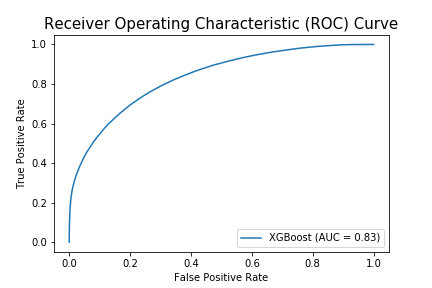 Receiver Operating Characteristic (ROC) Curve
1.0
0.8
0.6
0.4
0.2
0.0
True Positive Rate
XGBoost (AUC = 0.83)
0.0 0.2 0.4 0.6 0.8 1.0
False Positive Rate